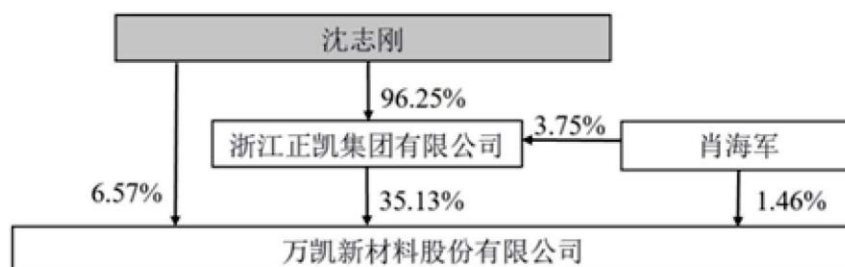 沈志刚
96.25%
3.75%
浙江正凯集团有限公司
肖海军
6.57%
35.13%
1.46%
万凯新材料股份有限公司